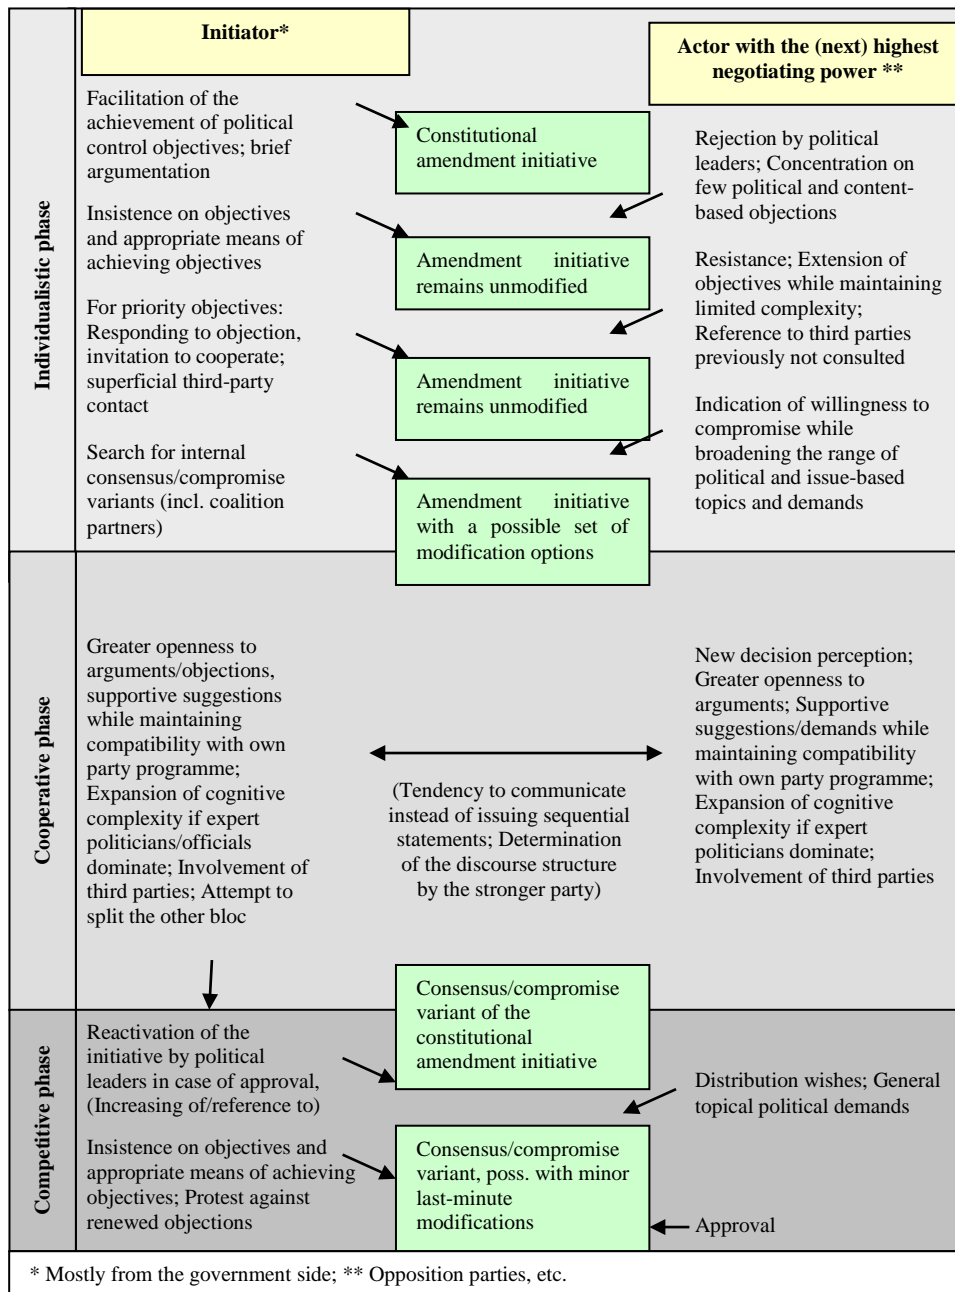 Initiator*
Actor with the (next) highest
negotiating power **
Individualistic phase
Facilitation of the
achievement of political
control objectives; brief
argumentation
Constitutional
amendment initiative
Rejection by political
leaders; Concentration on
few political and content-
based objections
Insistence on objectives
and appropriate means of
achieving objectives
Amendment initiative
remains unmodified
Resistance; Extension of
objectives while maintaining
limited complexity;
Reference to third parties
previously not consulted
For priority objectives:
Responding to objection,
invitation to cooperate;
superficial third-party
contact
Amendment initiative
remains unmodified
Indication of willingness to
compromise while
broadening the range of
political and issue-based
topics and demands
Search for internal
consensus/compromise
variants (incl. coalition
partners)
Amendment initiative
with a possible set of
modification options
Cooperative phase
Greater openness to
arguments/objections,
supportive suggestions
while maintaining
compatibility with own
party programme;
Expansion of cognitive
complexity if expert
politicians/officials
dominate; Involvement of
third parties; Attempt to
split the other bloc
(Tendency to communicate
instead of issuing sequential
statements; Determination
of the discourse structure
by the stronger party)
New decision perception;
Greater openness to
arguments; Supportive
suggestions/demands while
maintaining compatibility
with own party programme;
Expansion of cognitive
complexity if expert
politicians dominate;
Involvement of third parties
Consensus/compromise
variant of the
constitutional
amendment initiative
Competitive phase
Reactivation of the
initiative by political
leaders in case of approval,
(Increasing of/reference to)
Distribution wishes; General
topical political demands
Insistence on objectives and
appropriate means of achieving
objectives; Protest against
renewed objections
Consensus/compromise
variant, poss. with minor
last-minute
modifications
Approval
* Mostly from the government side; ** Opposition parties, etc.